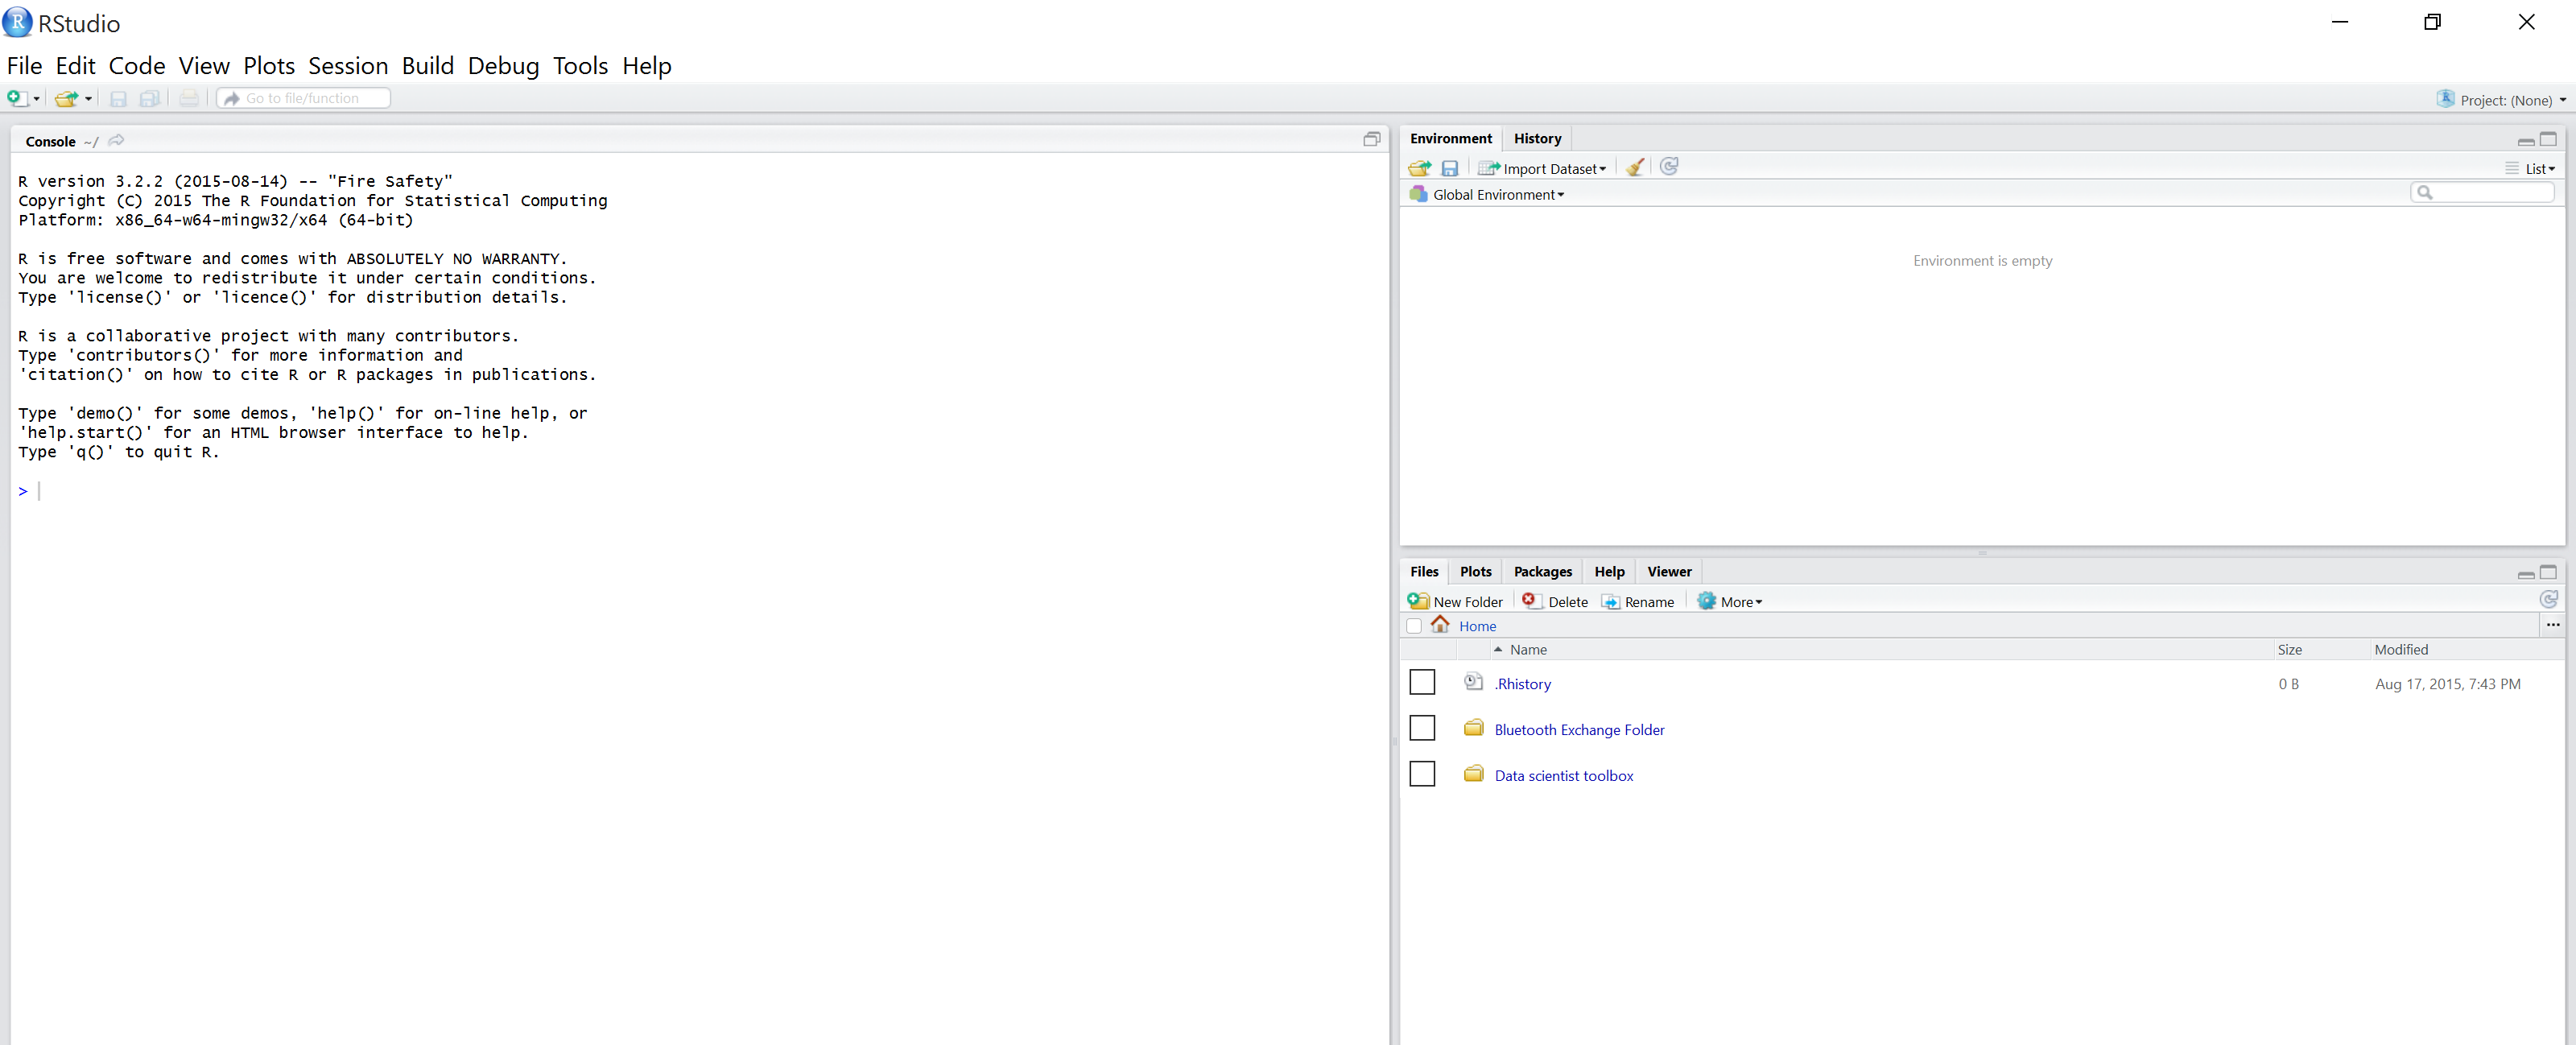 R RStudio
File Edit Code View Plots Session Build Debug Tools Help
Go to file/function
R Project: (None)
Console ~/
R version 3.2.2 (2015-08-14) -- "Fire Safety"
Copyright (C) 2015 The R Foundation for Statistical Computing
Platform: x86_64-w64-mingw32/x64 (64-bit)
R is free software and comes with ABSOLUTELY NO WARRANTY.
You are welcome to redistribute it under certain conditions.
Type 'license()' or 'licence()' for distribution details.
R is a collaborative project with many contributors.
Type 'contributors()' for more information and
'citation()' on how to cite R or R packages in publications.
Type 'demo()' for some demos, 'help()' for on-line help, or
'help.start()' for an HTML browser interface to help.
Type 'q()' to quit R.
>
Environment History
Import Dataset List
Global Environment
Environment is empty
Files Plots Packages Help Viewer
New Folder Delete Rename More
Home ...
Name Size Modified
.Rhistory 0 B Aug 17, 2015, 7:43 PM
Bluetooth Exchange Folder
Data scientist toolbox